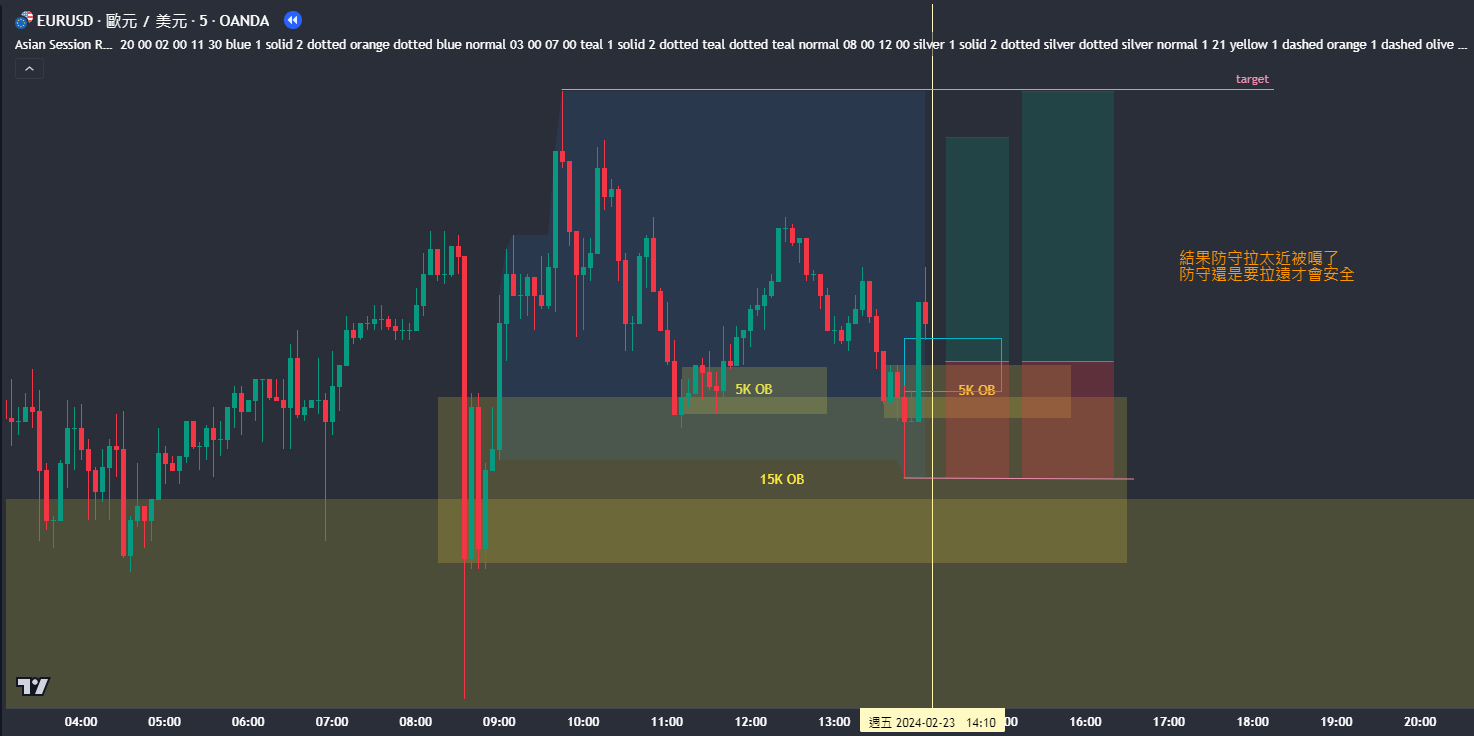 EURUSD · 歐元 / 美元 · 5 · OANDA
Asian Session R... 20 00 02 00 11 30 blue 1 solid 2 dotted orange dotted blue normal 03 00 07 00 teal 1 solid 2 dotted teal dotted teal normal 08 00 12 00 silver 1 solid 2 dotted silver dotted silver normal 1 21 yellow 1 dashed orange 1 dashed olive ...
target
結果防守拉太近被嘎了
防守還是要拉遠才會安全
5K OB
5K OB
15K OB
04:00 05:00 06:00 07:00 08:00 09:00 10:00 11:00 12:00 13:00 週五 2024-02-23 14:10 16:00 17:00 18:00 19:00 20:00